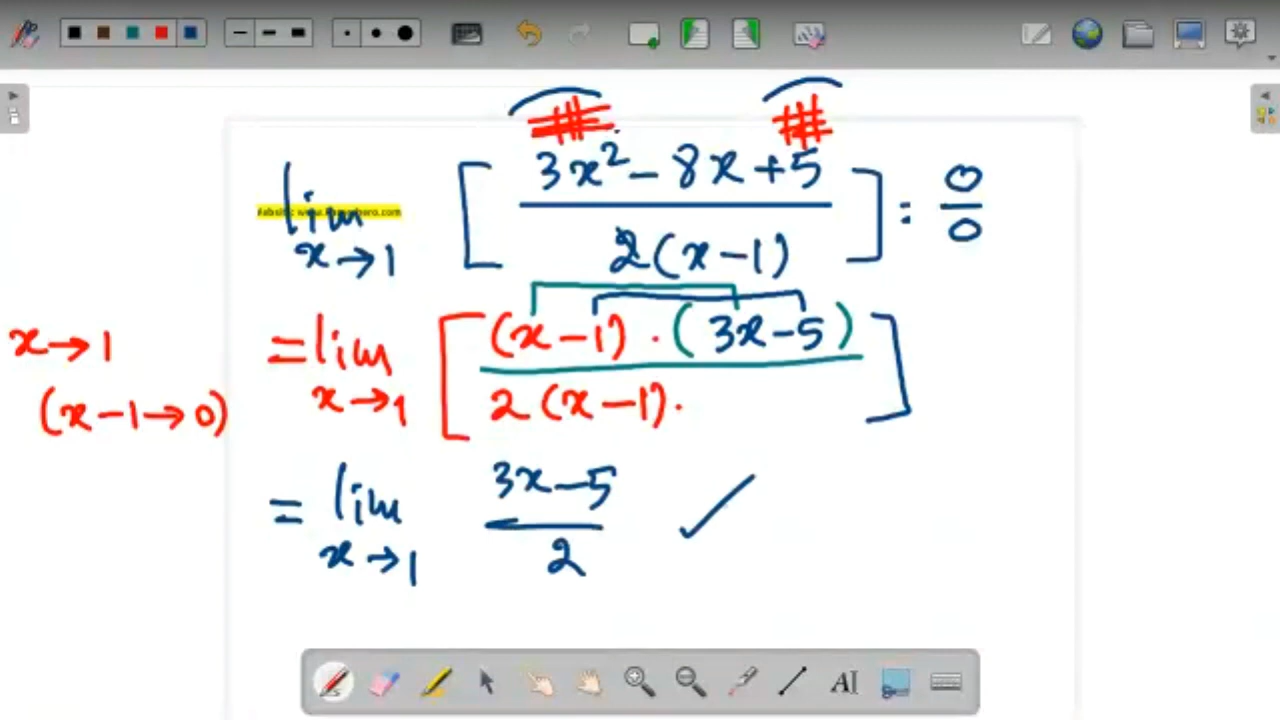 lim x→1 [ 3x² − 8x + 5 / 2(x−1) ] : 0/0
= lim x→1 [ (x−1) · (3x−5) / 2(x−1). ]
x→1
(x−1→0)
= lim x→1 3x−5 / 2 ✓